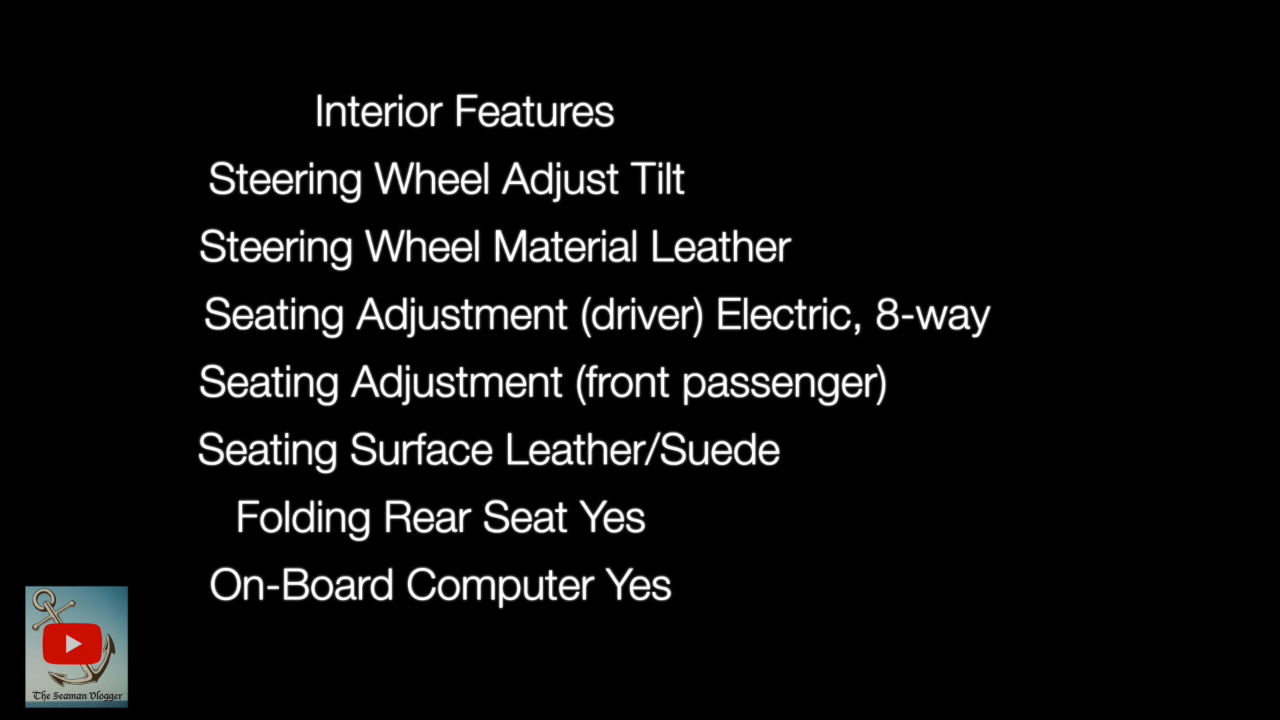 Interior Features
Steering Wheel Adjust Tilt
Steering Wheel Material Leather
Seating Adjustment (driver) Electric, 8-way
Seating Adjustment (front passenger)
Seating Surface Leather/Suede
Folding Rear Seat Yes
On-Board Computer Yes
The Seaman Vlogger